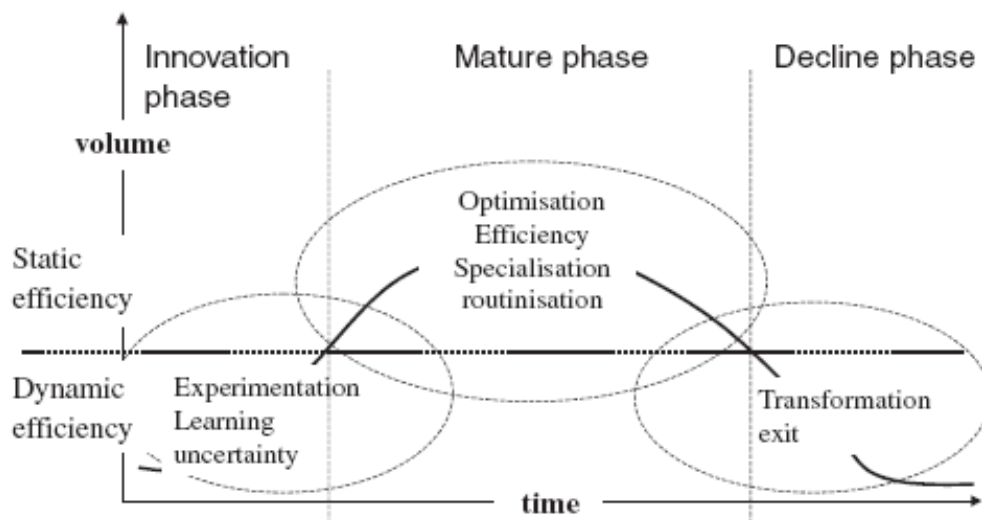 Innovation
phase
Mature phase
Decline phase
volume
Optimisation
Efficiency
Specialisation
routinisation
Static
efficiency
Dynamic
efficiency
Experimentation
Learning
uncertainty
Transformation
exit
time